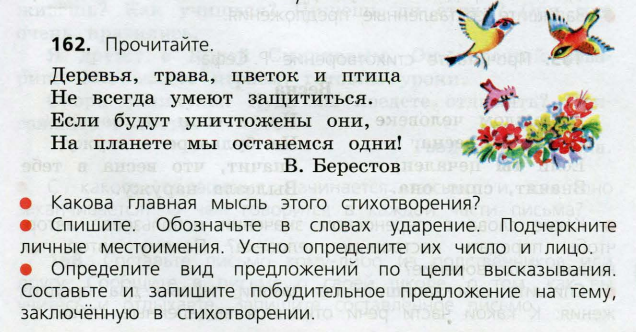 162. Прочитайте.
Деревья, трава, цветок и птица
Не всегда умеют защититься.
Если будут уничтожены они,
На планете мы останемся одни!
В. Берестов
• Какова главная мысль этого стихотворения?
• Спишите. Обозначьте в словах ударение. Подчеркните
личные местоимения. Устно определите их число и лицо.
• Определите вид предложений по цели высказывания.
Составьте и запишите побудительное предложение на тему,
заключённую в стихотворении.